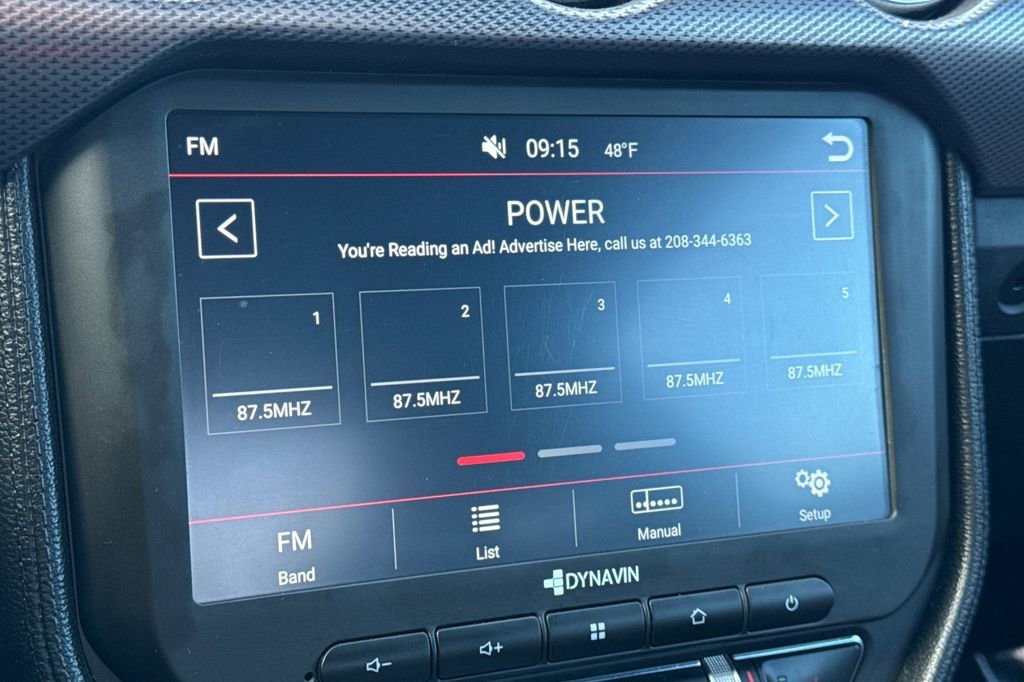 FM 09:15 48°F
POWER
You're Reading an Ad! Advertise Here, call us at 208-344-6363
1 2 3 4 5
87.5MHZ 87.5MHZ 87.5MHZ 87.5MHZ 87.5MHZ
FM
Band List Manual Setup
DYNAVIN